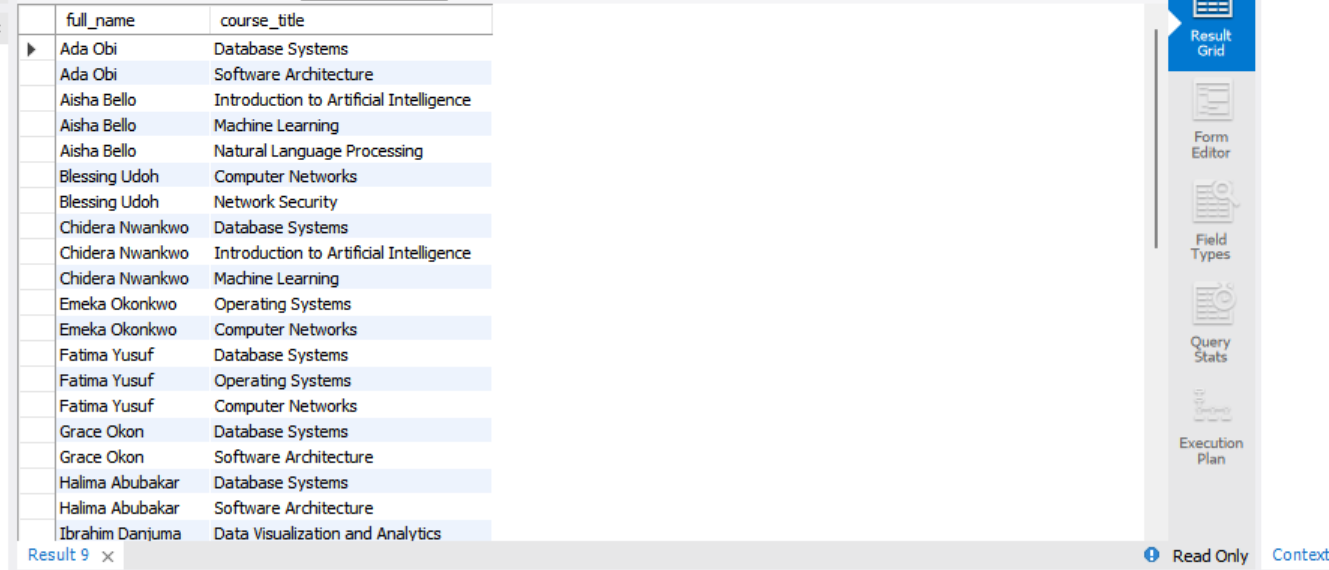 full_name course_title
Ada Obi Database Systems
Ada Obi Software Architecture
Aisha Bello Introduction to Artificial Intelligence
Aisha Bello Machine Learning
Aisha Bello Natural Language Processing
Blessing Udoh Computer Networks
Blessing Udoh Network Security
Chidera Nwankwo Database Systems
Chidera Nwankwo Introduction to Artificial Intelligence
Chidera Nwankwo Machine Learning
Emeka Okonkwo Operating Systems
Emeka Okonkwo Computer Networks
Fatima Yusuf Database Systems
Fatima Yusuf Operating Systems
Fatima Yusuf Computer Networks
Grace Okon Database Systems
Grace Okon Software Architecture
Halima Abubakar Database Systems
Halima Abubakar Software Architecture
Ibrahim Danjuma Data Visualization and Analytics
Result
Grid
Form
Editor
Field
Types
Query
Stats
Execution
Plan
Result 9
Read Only
Context